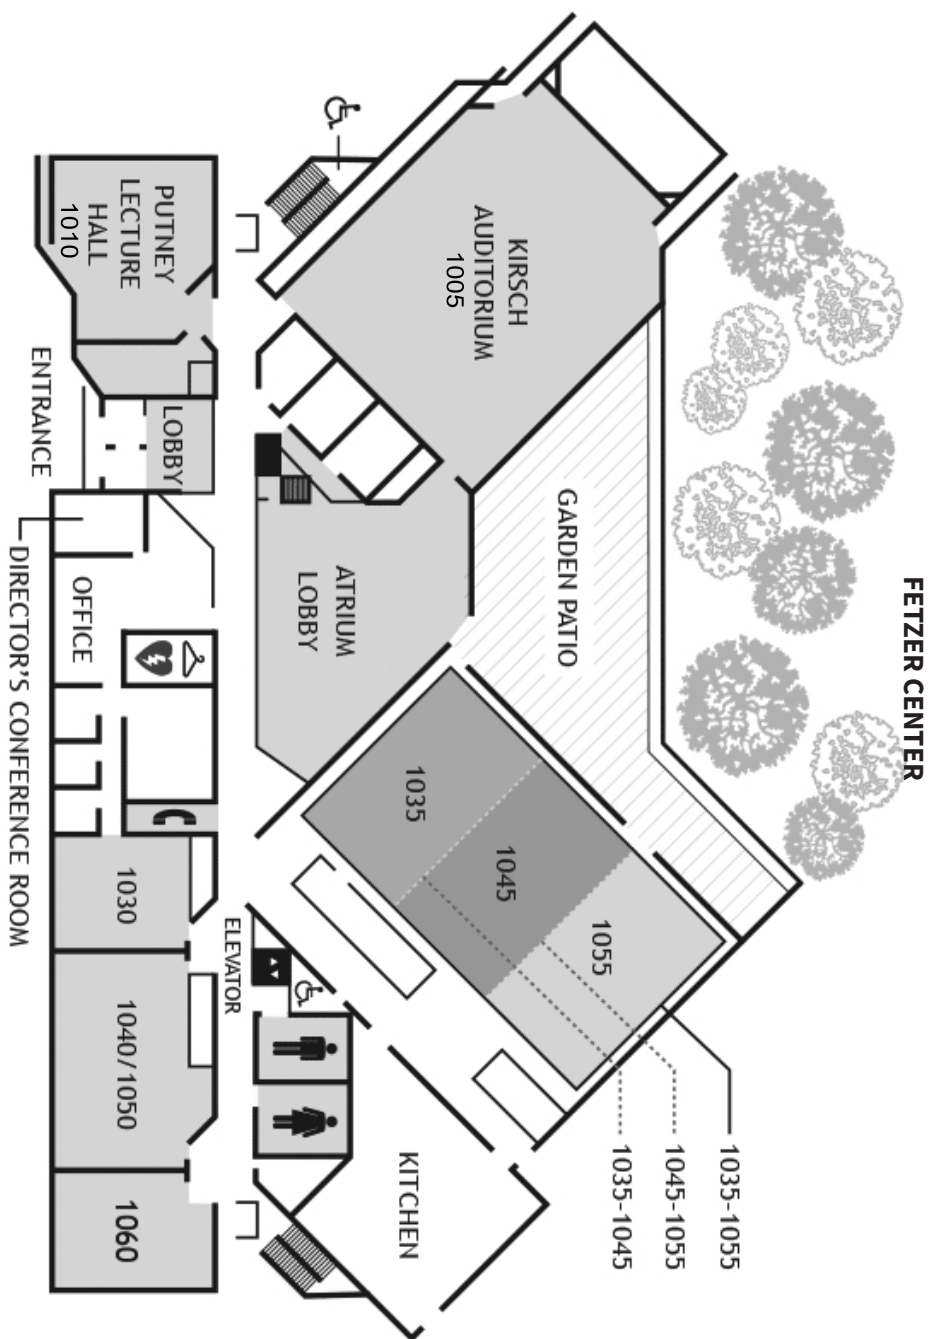 FETZER CENTER
KIRSCH
AUDITORIUM
1005
PUTNEY
LECTURE
HALL
1010
ENTRANCE
LOBBY
GARDEN PATIO
ATRIUM
LOBBY
OFFICE
DIRECTOR'S CONFERENCE ROOM
1035
1045
1055
1035-1055
1045-1055
1035-1045
1030
ELEVATOR
1040/1050
1060
KITCHEN